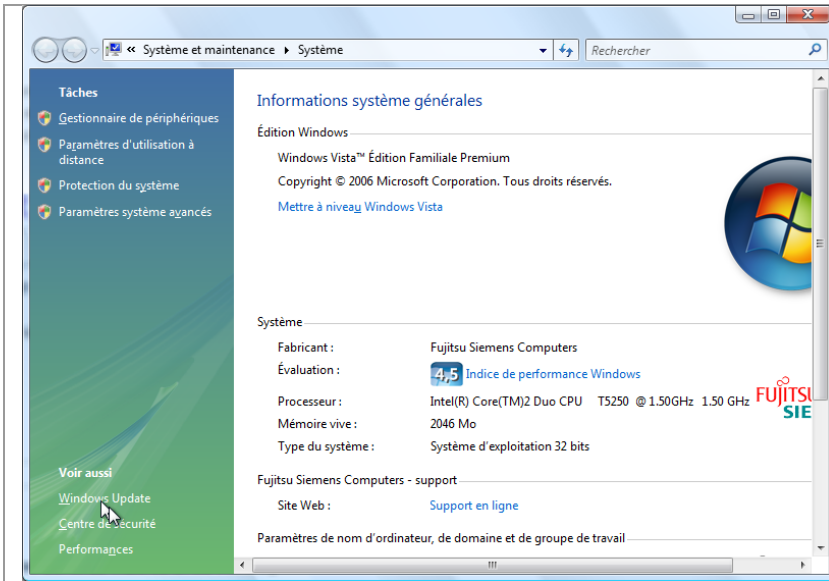 « Système et maintenance ▸ Système
Rechercher
Tâches
Gestionnaire de périphériques
Paramètres d'utilisation à
distance
Protection du système
Paramètres système avancés
Voir aussi
Windows Update
Centre de sécurité
Performances
Informations système générales
Édition Windows
Windows Vista™ Édition Familiale Premium
Copyright © 2006 Microsoft Corporation. Tous droits réservés.
Mettre à niveau Windows Vista
Système
Fabricant : Fujitsu Siemens Computers
Évaluation : 4,5 Indice de performance Windows
Processeur : Intel(R) Core(TM)2 Duo CPU T5250 @ 1.50GHz 1.50 GHz
Mémoire vive : 2046 Mo
Type du système : Système d'exploitation 32 bits
Fujitsu Siemens Computers - support
Site Web : Support en ligne
Paramètres de nom d'ordinateur, de domaine et de groupe de travail